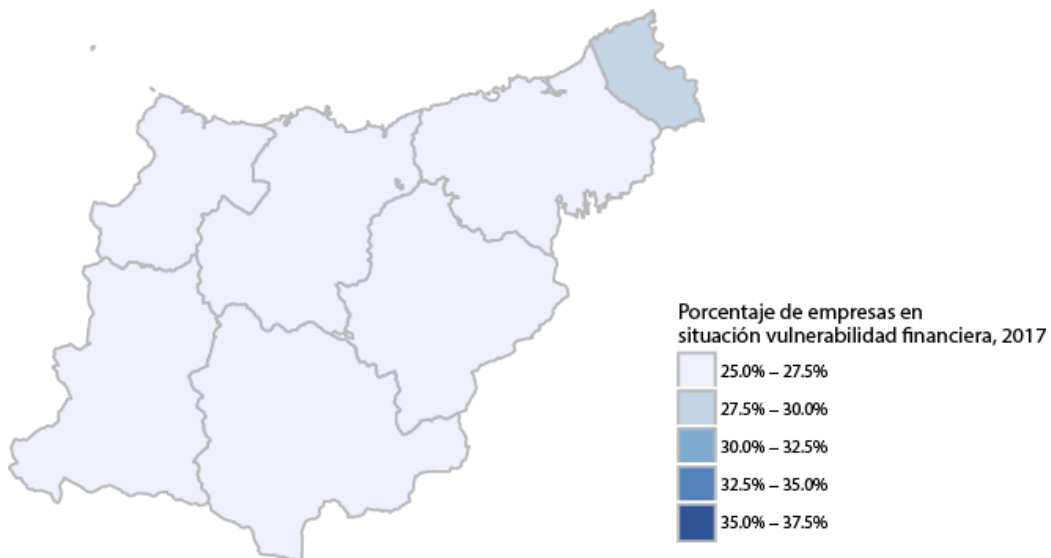 Porcentaje de empresas en
situación vulnerabilidad financiera, 2017
25.0% – 27.5%
27.5% – 30.0%
30.0% – 32.5%
32.5% – 35.0%
35.0% – 37.5%